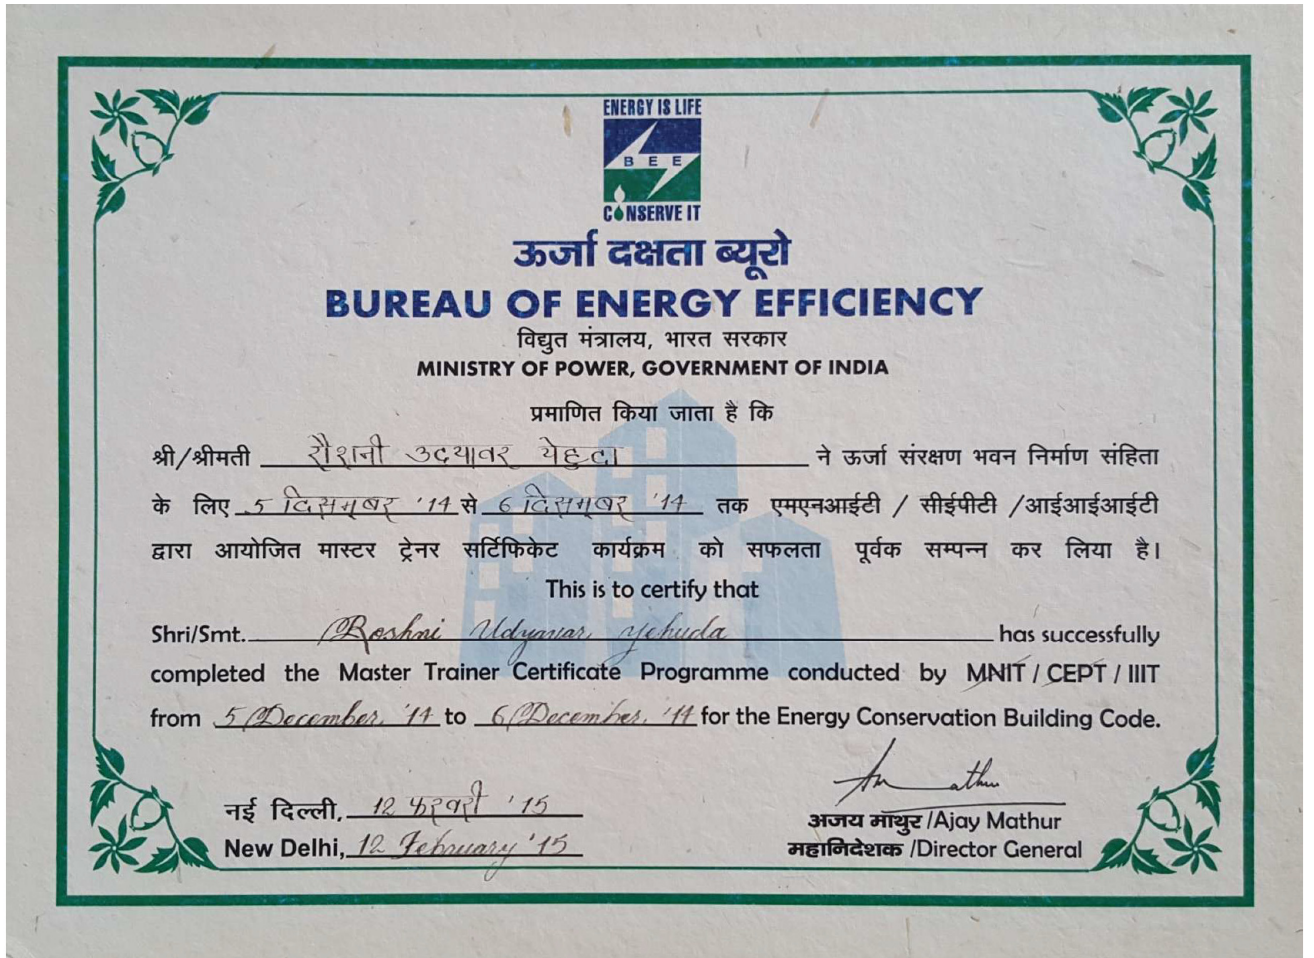 ENERGY IS LIFE
BEE
CONSERVE IT
ऊर्जा दक्षता ब्यूरो
BUREAU OF ENERGY EFFICIENCY
विद्युत मंत्रालय, भारत सरकार
MINISTRY OF POWER, GOVERNMENT OF INDIA
प्रमाणित किया जाता है कि
श्री/श्रीमती रौशनी उदयावर येहुदा ने ऊर्जा संरक्षण भवन निर्माण संहिता
के लिए 5 दिसम्बर '14 से 6 दिसम्बर '14 तक एमएनआईटी / सीईपीटी /आईआईआईटी
द्वारा आयोजित मास्टर ट्रेनर सर्टिफिकेट कार्यक्रम को सफलता पूर्वक सम्पन्न कर लिया है।
This is to certify that
Shri/Smt. Roshni Udyavar Yehuda has successfully
completed the Master Trainer Certificate Programme conducted by MNIT / CEPT / IIIT
from 5 December '14 to 6 December '14 for the Energy Conservation Building Code.
नई दिल्ली, 12 फरवरी '15
New Delhi, 12 February '15
अजय माथुर /Ajay Mathur
महानिदेशक /Director General